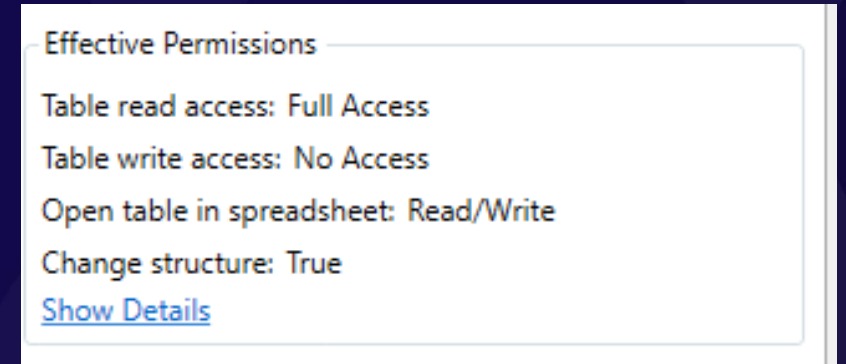 Effective Permissions
Table read access: Full Access
Table write access: No Access
Open table in spreadsheet: Read/Write
Change structure: True
Show Details